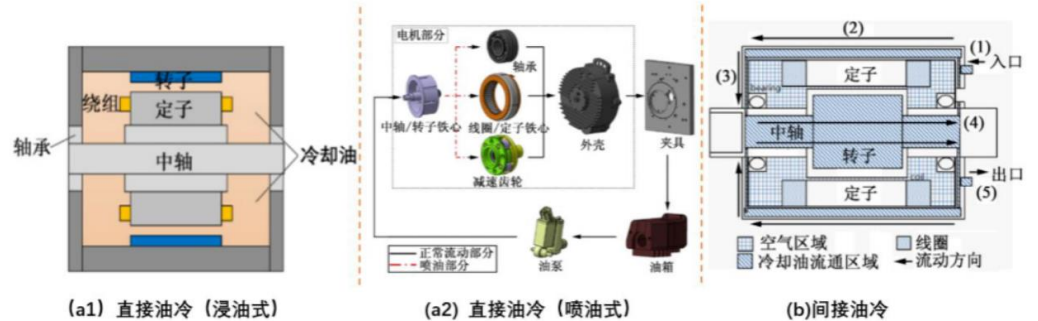 转子
绕组
定子
轴承
中轴
冷却油
(a1) 直接油冷（浸油式）
电机部分
轴承
中轴/转子铁心
线圈/定子铁心
外壳
夹具
减速齿轮
正常流动部分
喷油部分
油泵
油箱
(a2) 直接油冷（喷油式）
(2)
(1)
入口
(3)
定子
bearing
中轴
(4)
转子
coil
定子
出口
(5)
空气区域
线圈
冷却油流通区域
流动方向
(b)间接油冷